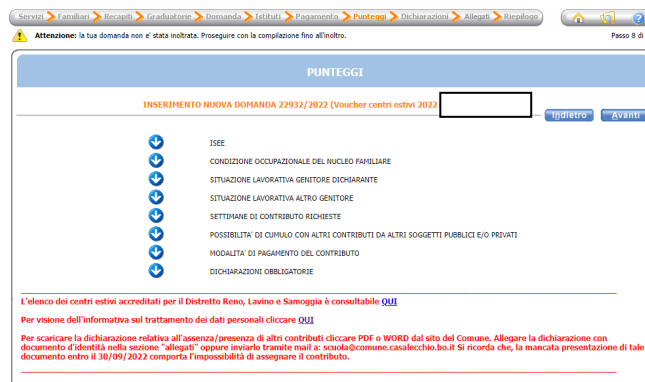 Servizi > Familiari > Recapiti > Graduatorie > Domanda > Istituti > Pagamento > Punteggi > Dichiarazioni > Allegati > Riepilogo
Attenzione: la tua domanda non e' stata inoltrata. Proseguire con la compilazione fino all'inoltro. Passo 8 di
PUNTEGGI
INSERIMENTO NUOVA DOMANDA 22932/2022 (Voucher centri estivi 2022
Indietro Avanti
ISEE
CONDIZIONE OCCUPAZIONALE DEL NUCLEO FAMILIARE
SITUAZIONE LAVORATIVA GENITORE DICHIARANTE
SITUAZIONE LAVORATIVA ALTRO GENITORE
SETTIMANE DI CONTRIBUTO RICHIESTE
POSSIBILITA' DI CUMULO CON ALTRI CONTRIBUTI DA ALTRI SOGGETTI PUBBLICI E/O PRIVATI
MODALITA' DI PAGAMENTO DEL CONTRIBUTO
DICHIARAZIONI OBBLIGATORIE
L'elenco dei centri estivi accreditati per il Distretto Reno, Lavino e Samoggia è consultabile QUI
Per visione dell'informativa sul trattamento dei dati personali cliccare QUI
Per scaricare la dichiarazione relativa all'assenza/presenza di altri contributi cliccare PDF o WORD dal sito del Comune. Allegare la dichiarazione con
documento d'identità nella sezione "allegati" oppure inviarlo tramite mail a: scuola@comune.casalecchio.bo.it Si ricorda che, la mancata presentazione di tale
documento entro il 30/09/2022 comporta l'impossibilità di assegnare il contributo.